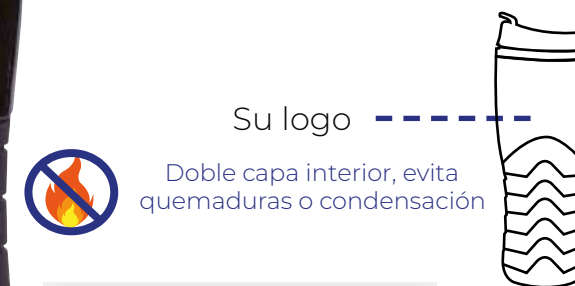 Su logo
Doble capa interior, evita
quemaduras o condensación